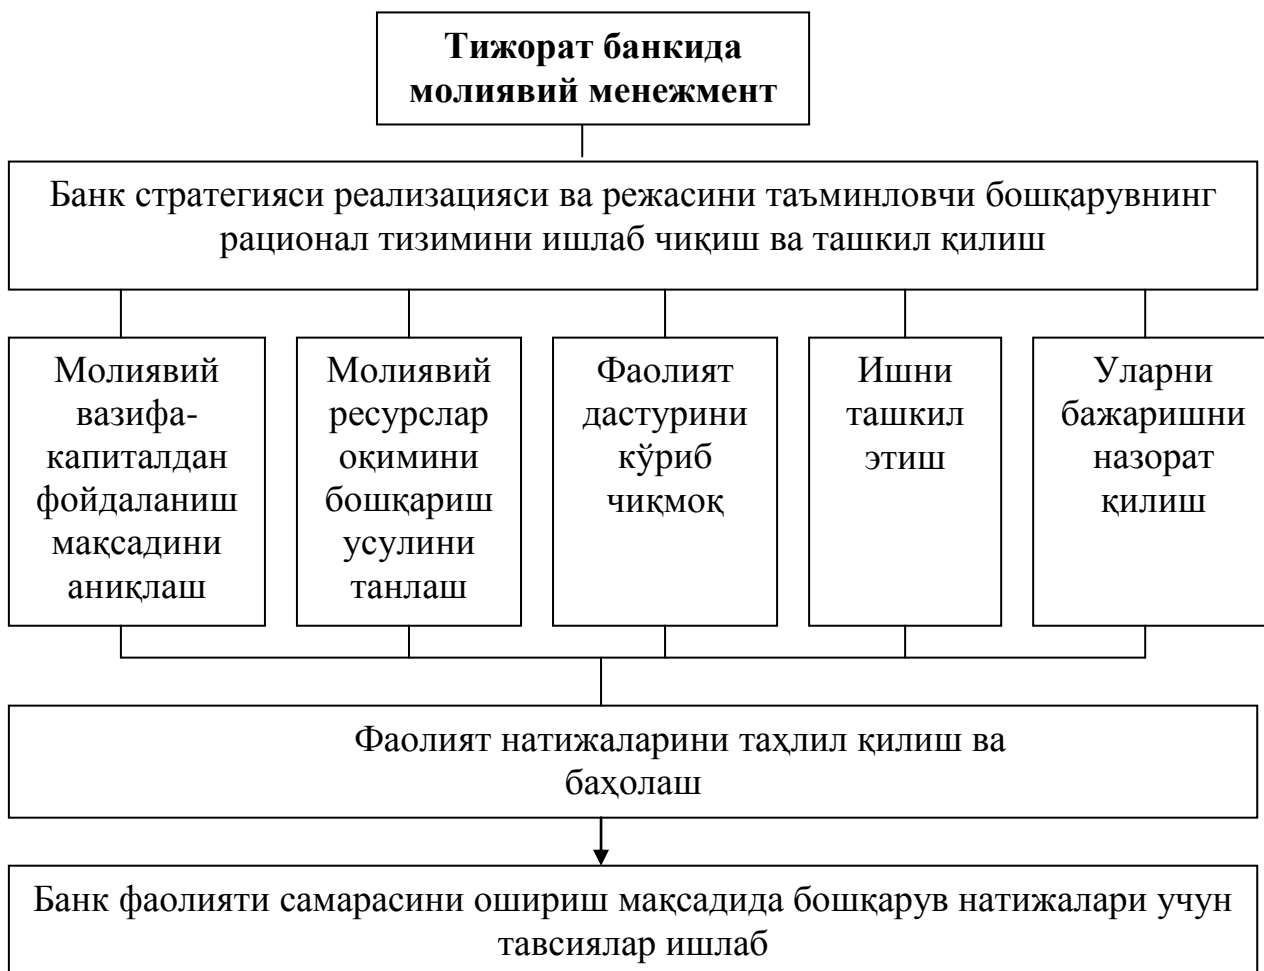 Тижорат банкида
молиявий менежмент
Банк стратегияси реализацияси ва режасини таъминловчи бошқарувнинг
рационал тизимини ишлаб чиқиш ва ташкил қилиш
Молиявий
вазифа-
капиталдан
фойдаланиш
мақсадини
аниқлаш
Молиявий
ресурслар
оқимини
бошқариш
усулини
танлаш
Фаолият
дастурини
кўриб
чиқмоқ
Ишни
ташкил
этиш
Уларни
бажаришни
назорат
қилиш
Фаолият натижаларини таҳлил қилиш ва
баҳолаш
Банк фаолияти самарасини ошириш мақсадида бошқарув натижалари учун
тавсиялар ишлаб